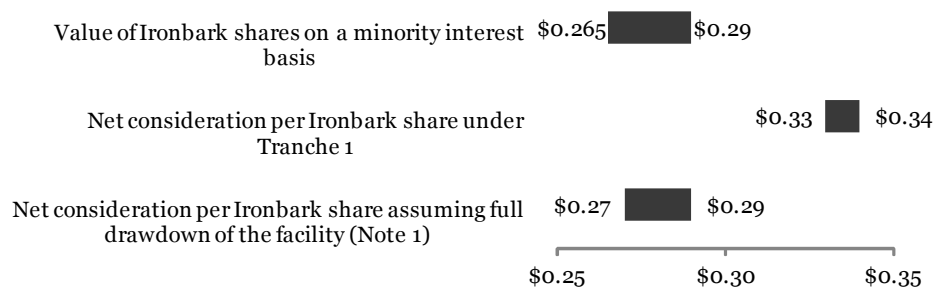 Value of Ironbark shares on a minority interest basis $0.265 $0.29
Net consideration per Ironbark share under Tranche 1 $0.33 $0.34
Net consideration per Ironbark share assuming full drawdown of the facility (Note 1) $0.27 $0.29
$0.25 $0.30 $0.35